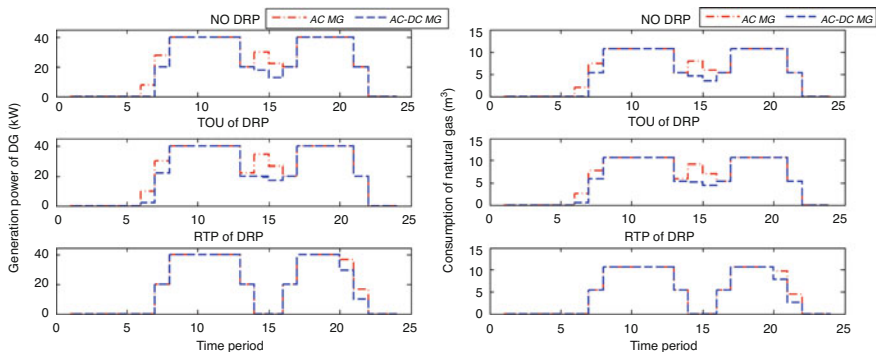 NO DRP
AC MG
AC-DC MG
40
20
0
0 5 10 15 20 25
TOU of DRP
40
20
0
0 5 10 15 20 25
RTP of DRP
40
20
0
0 5 10 15 20 25
Time period
Generation power of DG (kW)
NO DRP
AC MG
AC-DC MG
15
10
5
0
0 5 10 15 20 25
TOU of DRP
15
10
5
0
0 5 10 15 20 25
RTP of DRP
15
10
5
0
0 5 10 15 20 25
Time period
Consumption of natural gas (m³)